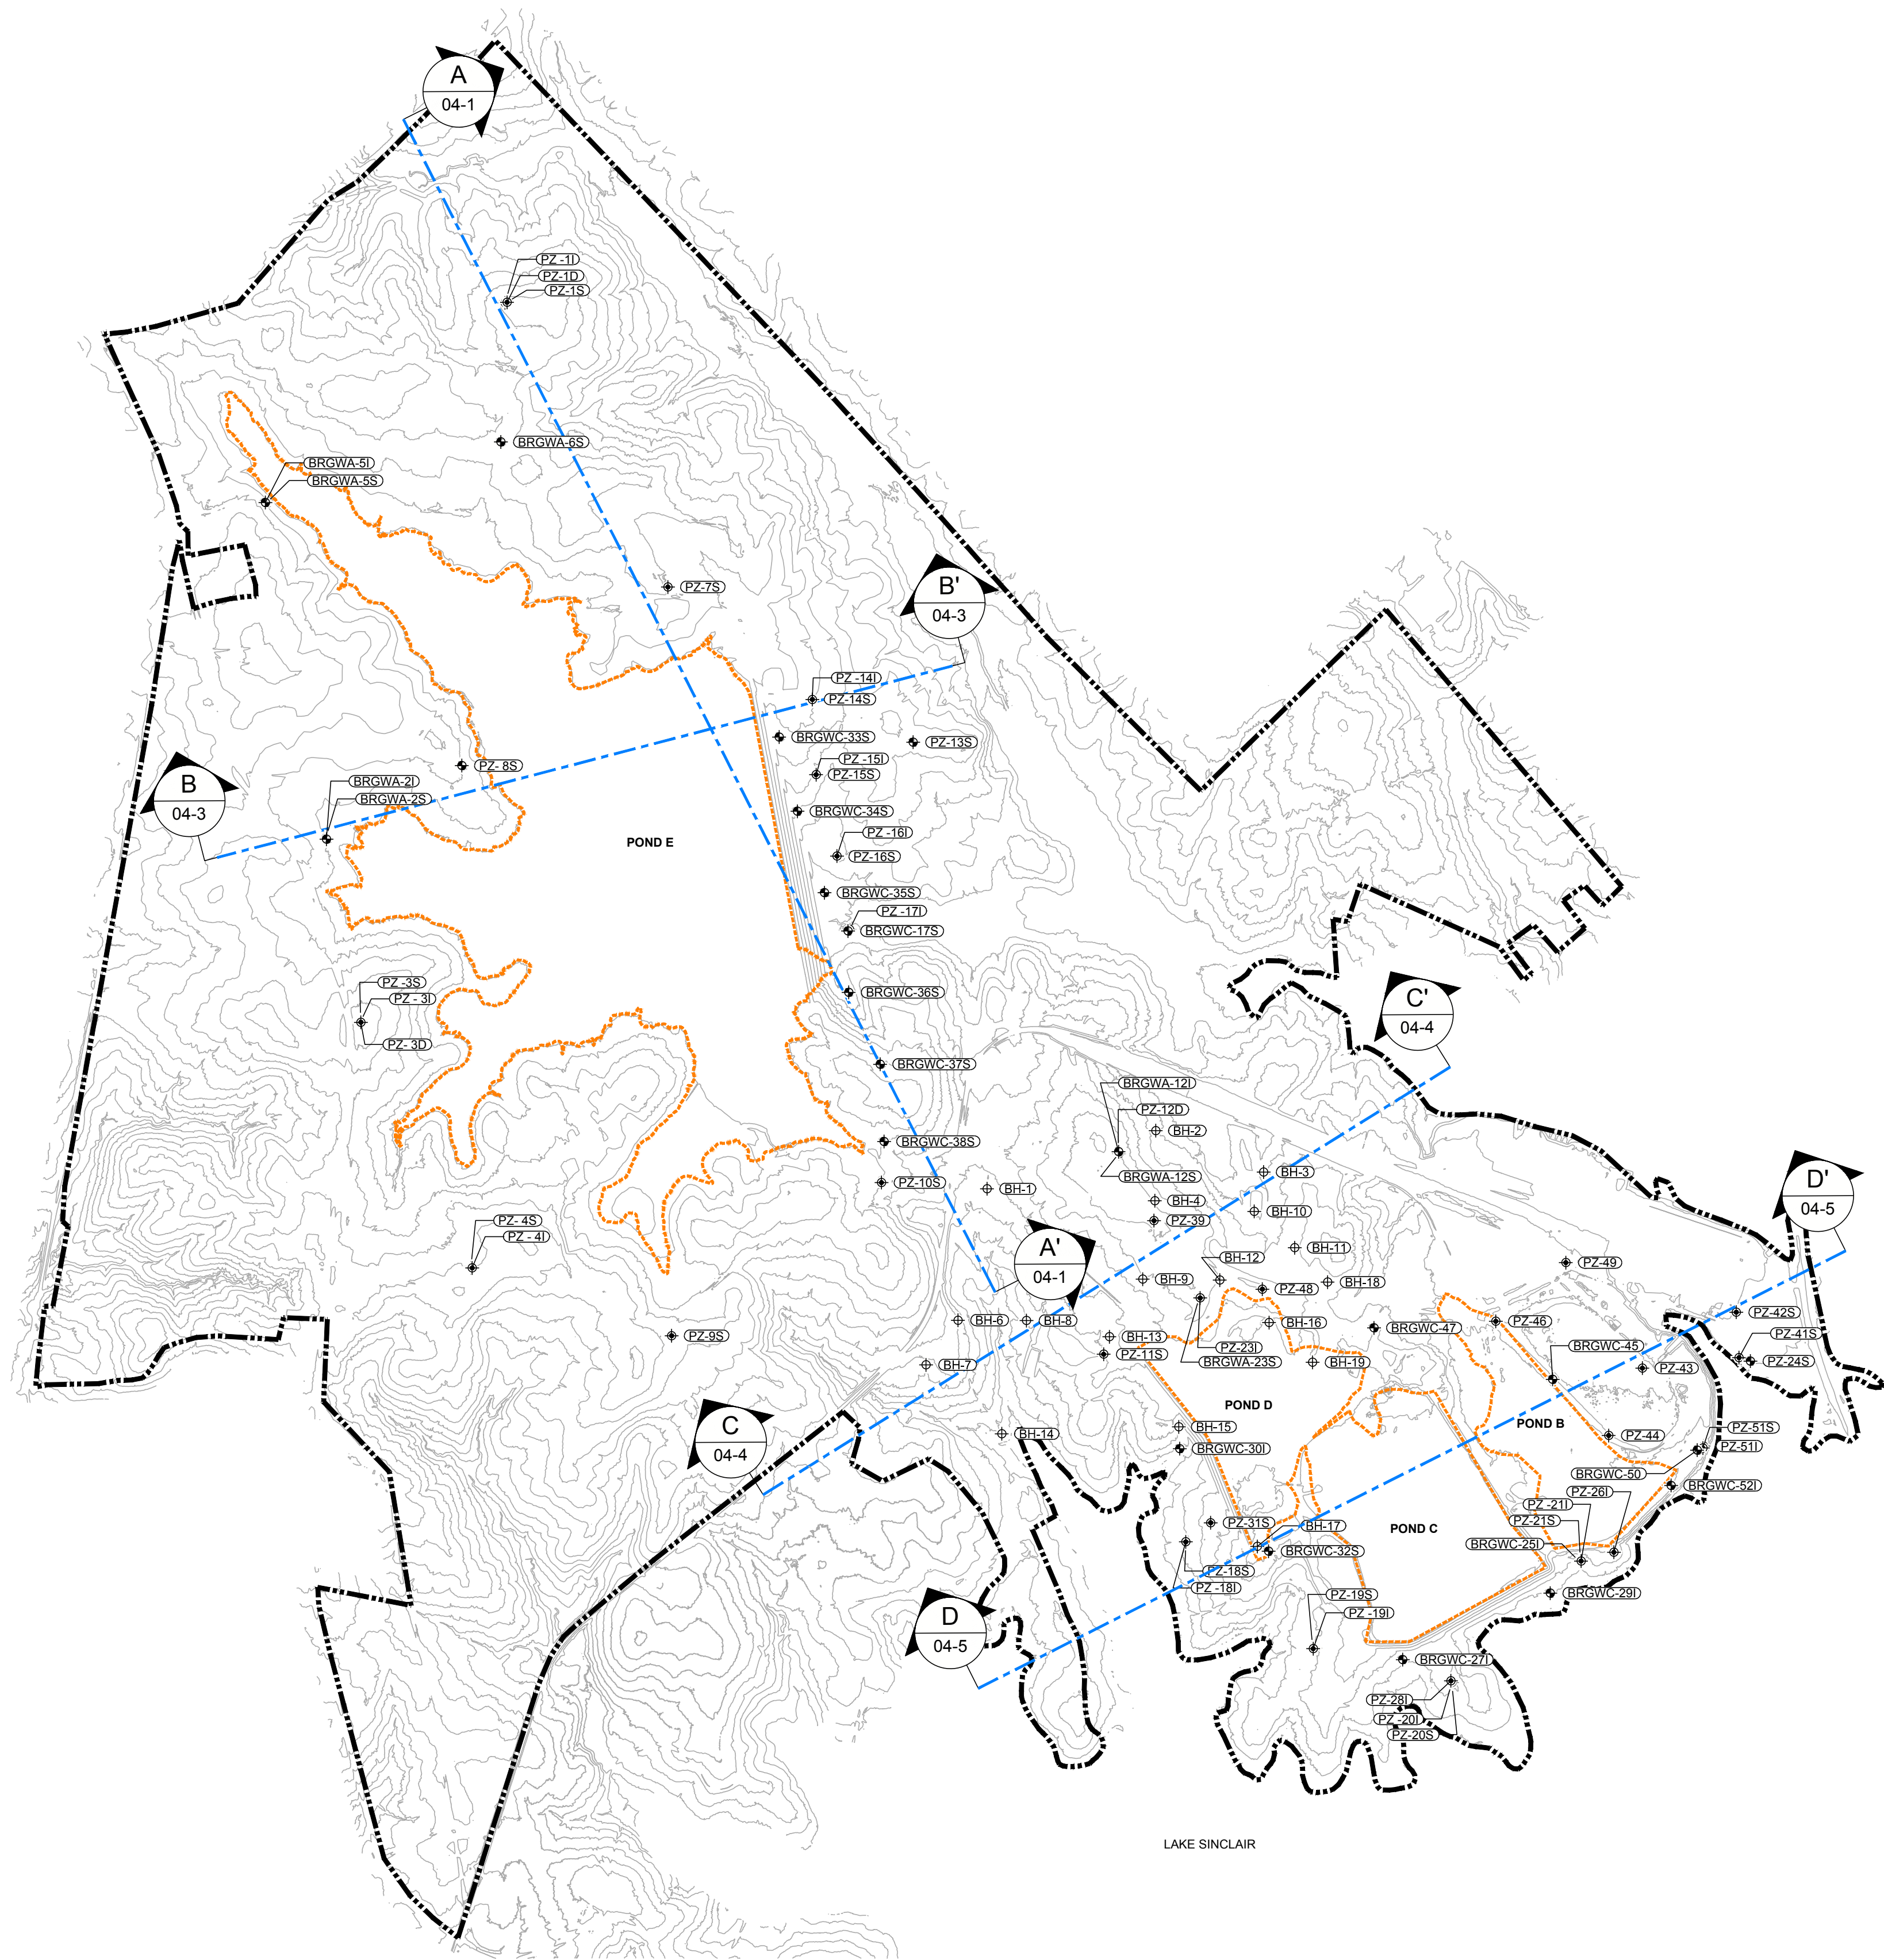 A
04-1
PZ -1I
PZ-1D
PZ-1S
BRGWA-6S
BRGWA-5I
BRGWA-5S
PZ-7S
B'
04-3
PZ -14I
PZ-14S
BRGWC-33S
PZ-13S
PZ -15I
PZ-15S
PZ- 8S
B
04-3
BRGWA-2I
BRGWA-2S
BRGWC-34S
POND E
PZ -16I
PZ-16S
BRGWC-35S
PZ -17I
BRGWC-17S
PZ -3S
PZ - 3I
PZ- 3D
BRGWC-36S
C'
04-4
BRGWC-37S
BRGWA-12I
PZ-12D
BH-2
BRGWC-38S
BRGWA-12S
BH-3
PZ-10S
BH-1
BH-4
BH-10
PZ-39
D'
04-5
PZ- 4S
PZ - 4I
A'
04-1
BH-11
BH-12
BH-9
PZ-48
BH-18
PZ-49
PZ-9S
BH-6
BH-8
BH-13
BH-16
BRGWC-47
PZ-46
PZ-42S
PZ-41S
PZ-23I
BRGWC-45
PZ-11S
BRGWA-23S
BH-19
PZ-24S
BH-7
PZ-43
POND D
C
04-4
POND B
BH-15
BH-14
BRGWC-30I
PZ-44
PZ-51S
PZ-51I
BRGWC-50
BRGWC-52I
PZ-26I
PZ -21I
PZ-21S
PZ-31S
BH-17
POND C
BRGWC-25I
BRGWC-32S
PZ-18S
PZ -18I
PZ-19S
PZ -19I
BRGWC-29I
D
04-5
BRGWC-27I
PZ-28I
PZ -20I
PZ-20S
LAKE SINCLAIR